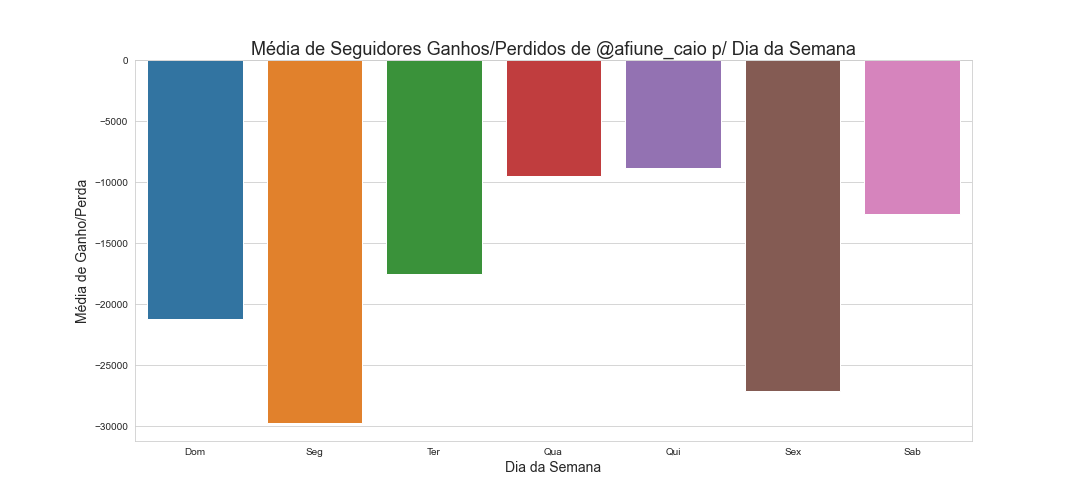 Média de Seguidores Ganhos/Perdidos de @afiune_caio p/ Dia da Semana
Média de Ganho/Perda
0
−5000
−10000
−15000
−20000
−25000
−30000
Dom Seg Ter Qua Qui Sex Sab
Dia da Semana